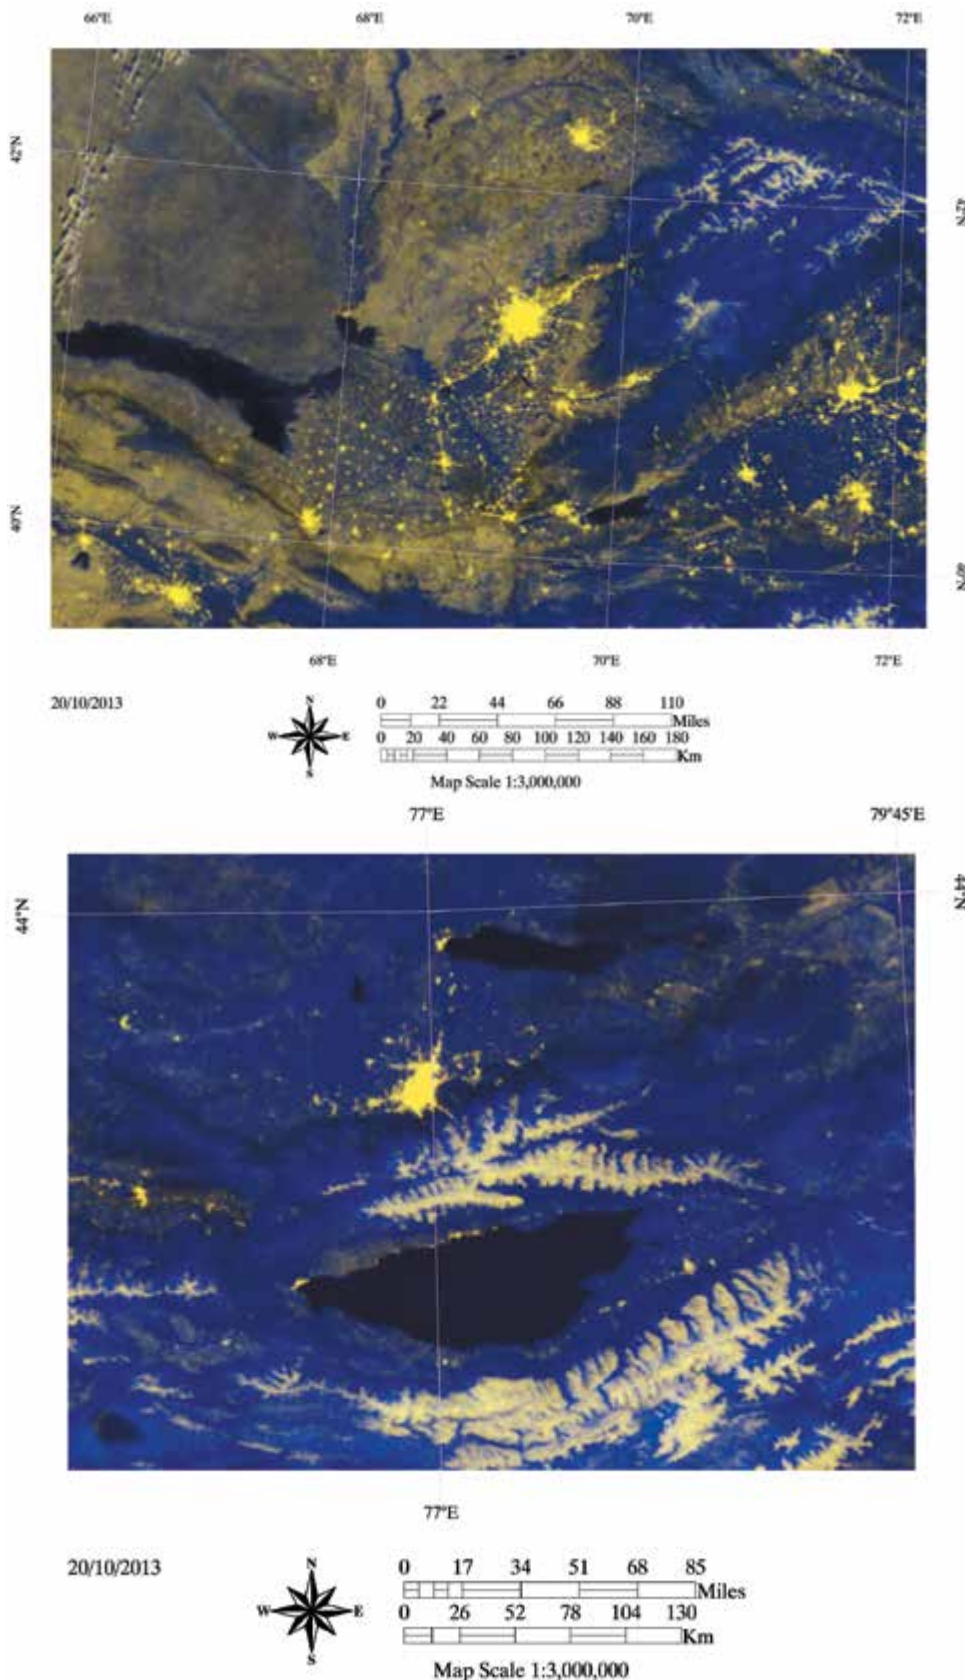 66°E 68°E 70°E 72°E
42°N
42°N
40°N
40°N
68°E 70°E 72°E
20/10/2013
N
W E
S
0 22 44 66 88 110
Miles
0 20 40 60 80 100 120 140 160 180
Km
Map Scale 1:3,000,000
77°E 79°45'E
44°N
44°N
77°E
20/10/2013
N
W E
S
0 17 34 51 68 85
Miles
0 26 52 78 104 130
Km
Map Scale 1:3,000,000